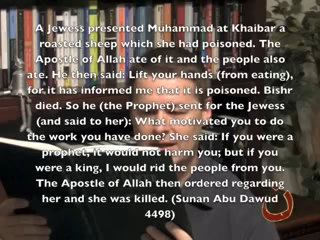 A Jewess presented Muhammad at Khaibar a
roasted sheep which she had poisoned. The
Apostle of Allah ate of it and the people also
ate. He then said: Lift your hands (from eating),
for it has informed me that it is poisoned. Bishr
died. So he (the Prophet) sent for the Jewess
(and said to her): What motivated you to do
the work you have done? She said: If you were a
prophet, it would not harm you; but if you
were a king, I would rid the people from you.
The Apostle of Allah then ordered regarding
her and she was killed. (Sunan Abu Dawud
4498)